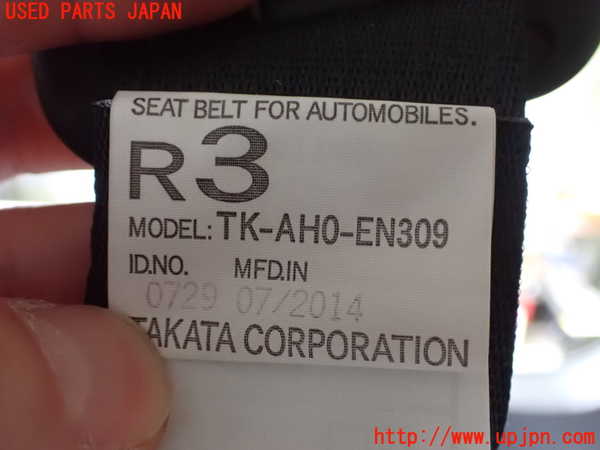 USED PARTS JAPAN
SEAT BELT FOR AUTOMOBILES.
R3
MODEL: TK-AH0-EN309
ID.NO. MFD.IN
0729 07/2014
TAKATA CORPORATION
http://www.upjpn.com